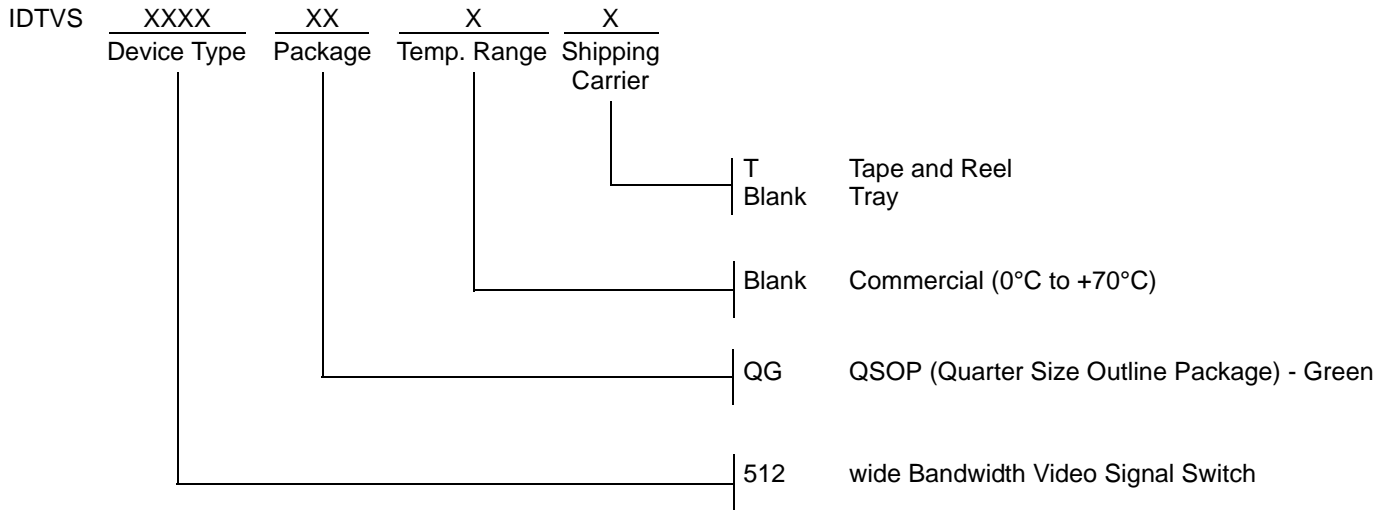 IDTVS XXXX XX X X
Device Type Package Temp. Range Shipping
Carrier
T Tape and Reel
Blank Tray
Blank Commercial (0°C to +70°C)
QG QSOP (Quarter Size Outline Package) - Green
512 wide Bandwidth Video Signal Switch